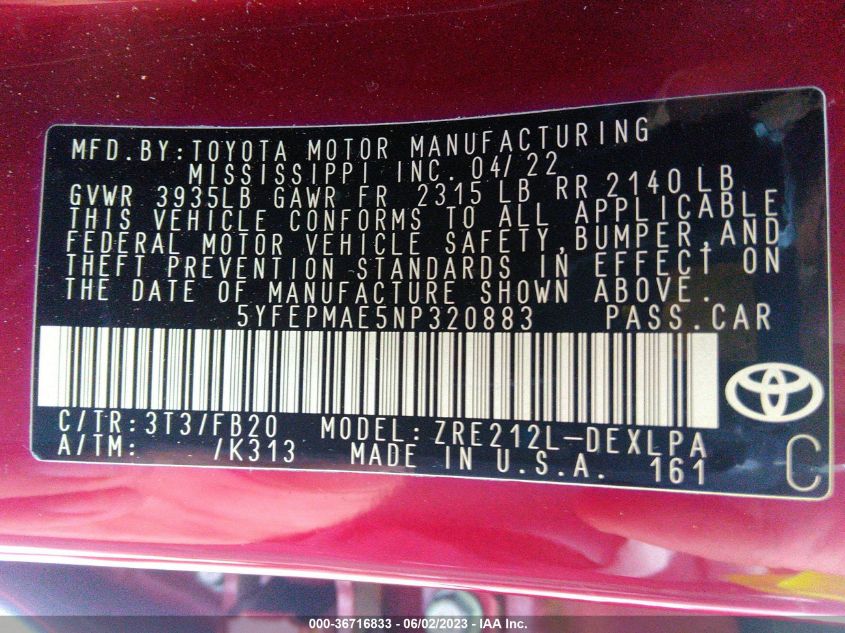 MFD.BY:TOYOTA MOTOR MANUFACTURING
MISSISSIPPI INC. 04/22
GVWR 3935LB GAWR FR 2315LB RR 2140LB
THIS VEHICLE CONFORMS TO ALL APPLICABLE
FEDERAL MOTOR VEHICLE SAFETY,BUMPER,AND
THEFT PREVENTION STANDARDS IN EFFECT ON
THE DATE OF MANUFACTURE SHOWN ABOVE.
5YFEPMAE5NP320883 PASS.CAR
C/TR:3T3/FB20 MODEL:ZRE212L-DEXLPA
A/TM: /K313 MADE IN U.S.A. 161
C
000-36716833 - 06/02/2023 - IAA Inc.